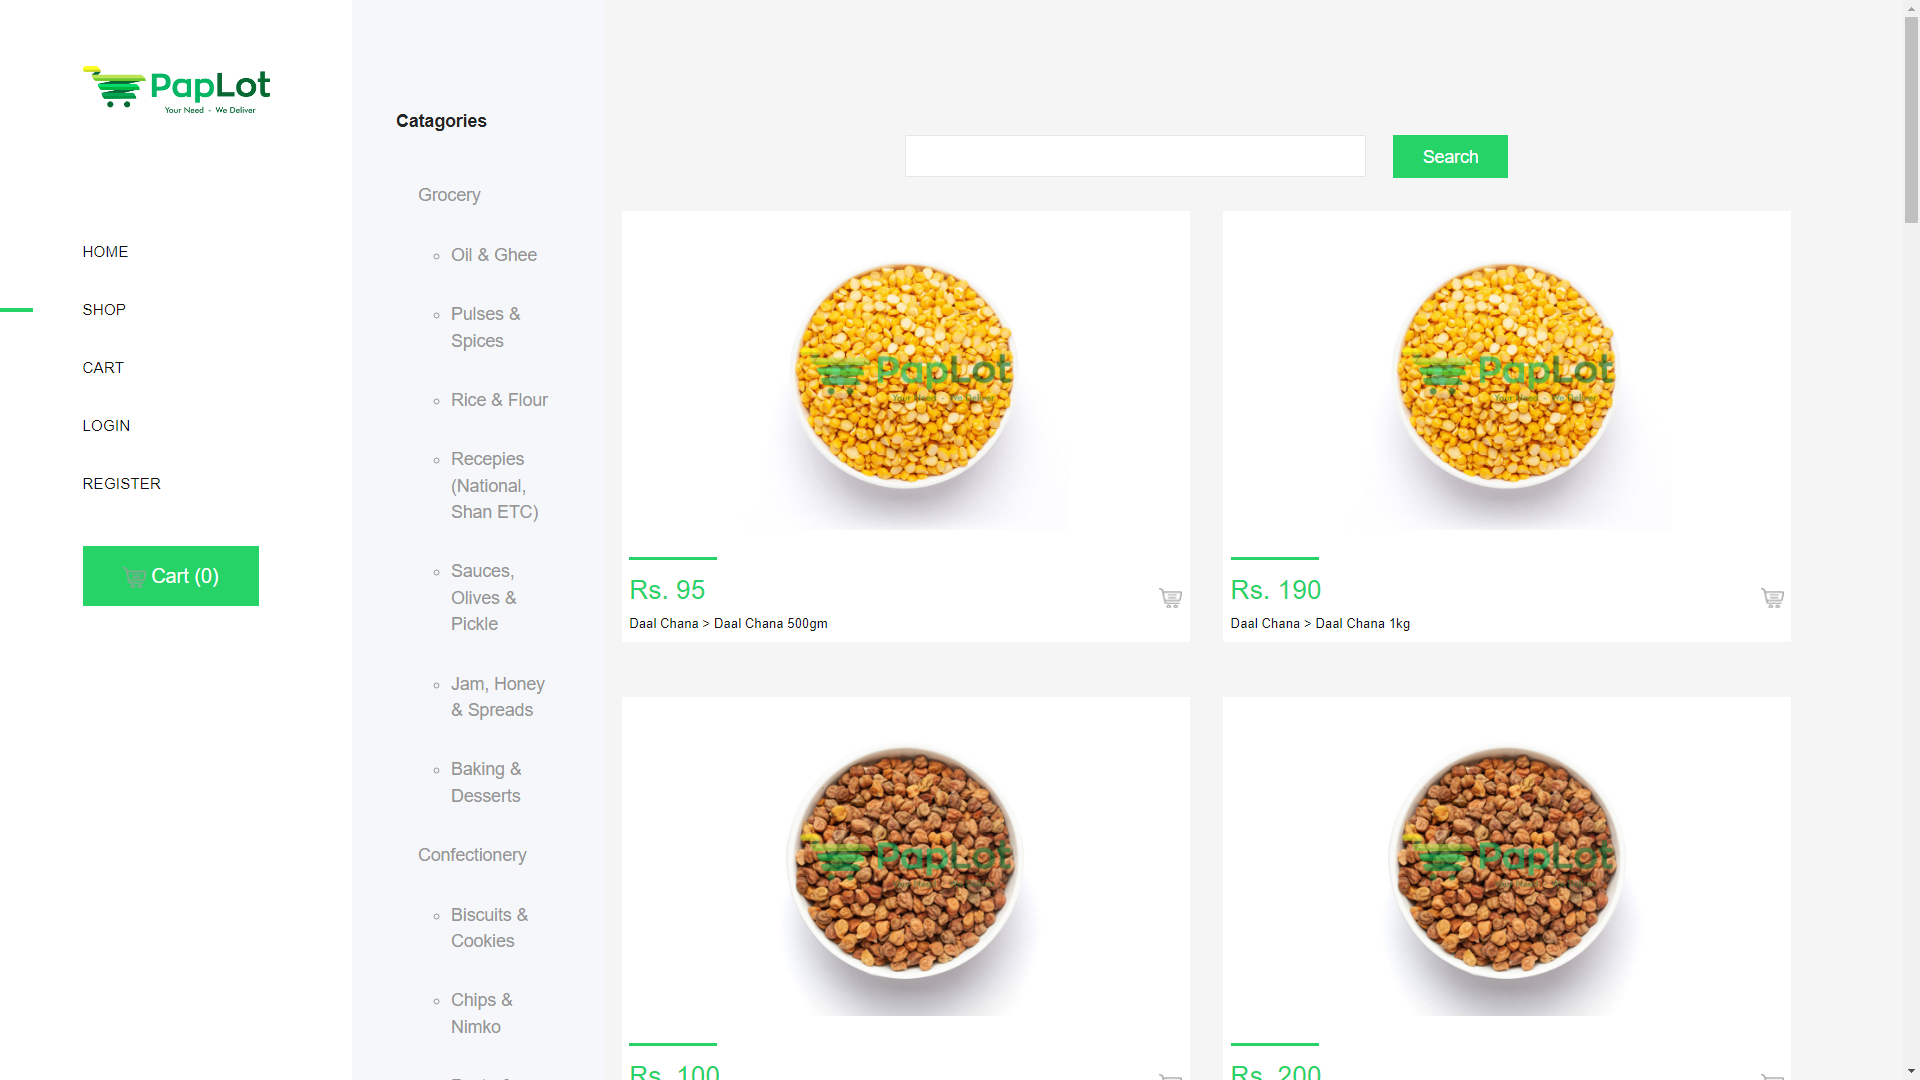 PapLot
Your Need - We Deliver
HOME
SHOP
CART
LOGIN
REGISTER
Cart (0)
Catagories
Grocery
Oil & Ghee
Pulses &
Spices
Rice & Flour
Recepies
(National,
Shan ETC)
Sauces,
Olives &
Pickle
Jam, Honey
& Spreads
Baking &
Desserts
Confectionery
Biscuits &
Cookies
Chips &
Nimko
Search
PapLot
Your Need - We Deliver
Rs. 95
Daal Chana > Daal Chana 500gm
PapLot
Your Need - We Deliver
Rs. 190
Daal Chana > Daal Chana 1kg
PapLot
Rs. 100
PapLot
Rs. 200